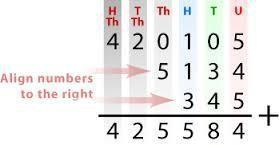 H T Th H T U
Th Th
4 2 0 1 0 5
Align numbers 5 1 3 4
to the right 3 4 5 +
4 2 5 5 8 4